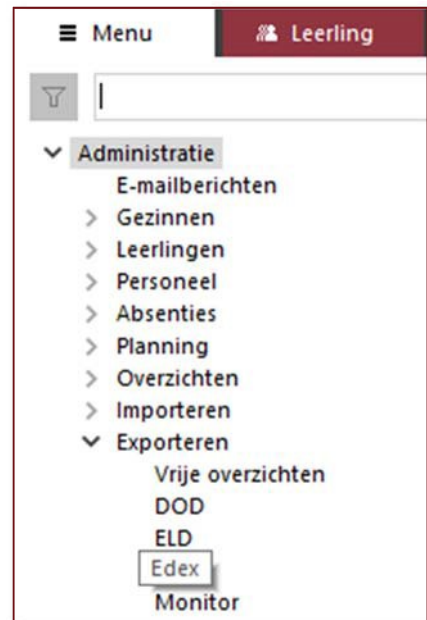 Menu Leerling
Administratie
E-mailberichten
Gezinnen
Leerlingen
Personeel
Absenties
Planning
Overzichten
Importeren
Exporteren
Vrije overzichten
DOD
ELD
Edex
Monitor